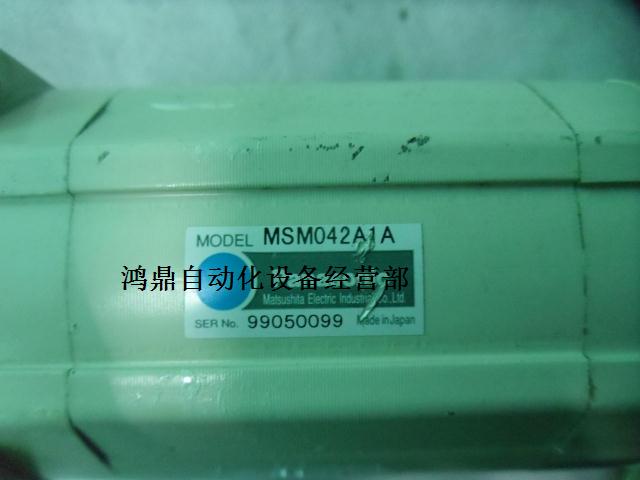 MODEL MSM042A1A
鸿鼎自动化设备经营部
Matsushita Electric Industrial Co.,Ltd.
SER No. 99050099 Made in Japan